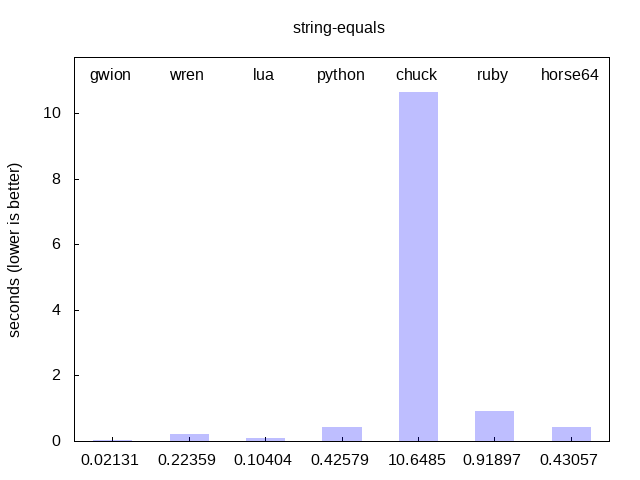 string-equals
gwion wren lua python chuck ruby horse64
10
8
6
4
2
0
seconds (lower is better)
0.02131 0.22359 0.10404 0.42579 10.6485 0.91897 0.43057